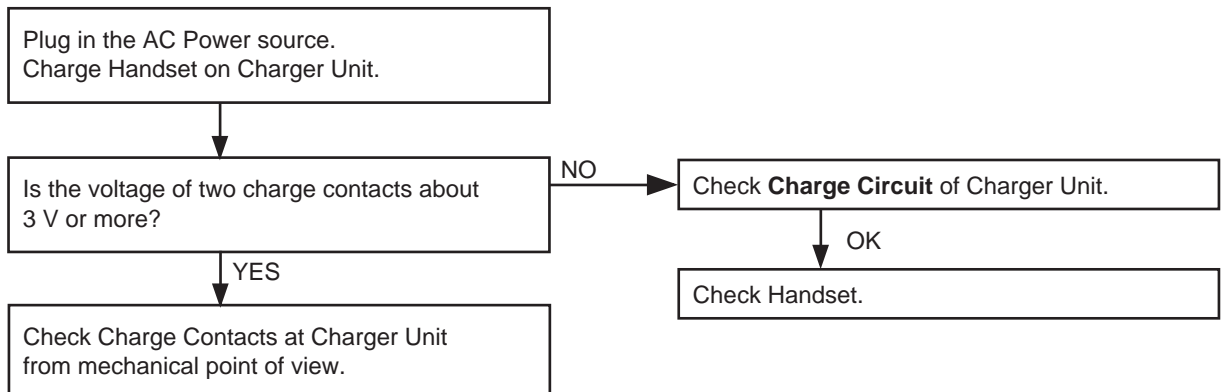 Plug in the AC Power source.
Charge Handset on Charger Unit.
Is the voltage of two charge contacts about
3 V or more?
NO
Check Charge Circuit of Charger Unit.
OK
Check Handset.
YES
Check Charge Contacts at Charger Unit
from mechanical point of view.